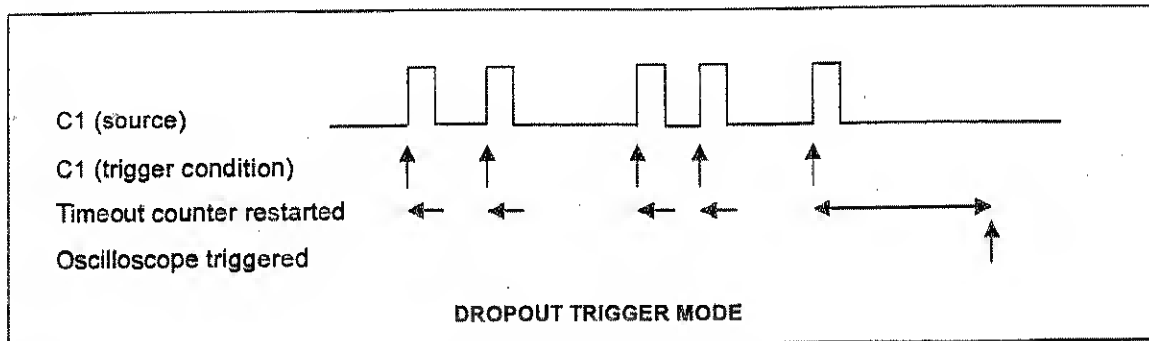 C1 (source)
C1 (trigger condition)
Timeout counter restarted
Oscilloscope triggered
DROPOUT TRIGGER MODE